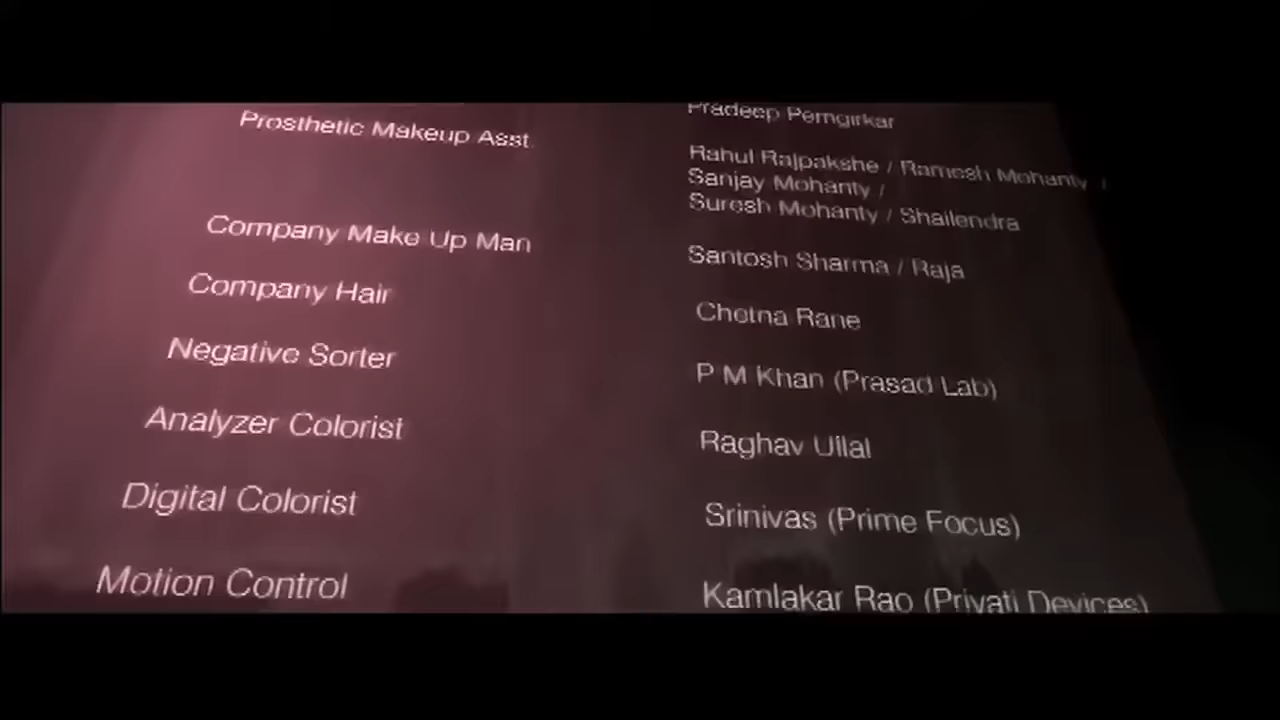 Pradeep Pemgirkar
Prosthetic Makeup Asst.
Rahul Rajpakshe / Ramesh Mohanty /
Sanjay Mohanty /
Suresh Mohanty / Shailendra
Company Make Up Man
Santosh Sharma / Raja
Company Hair
Chetna Rane
Negative Sorter
P M Khan (Prasad Lab)
Analyzer Colorist
Raghav Ullal
Digital Colorist
Srinivas (Prime Focus)
Motion Control
Kamlakar Rao (Privati Devices)